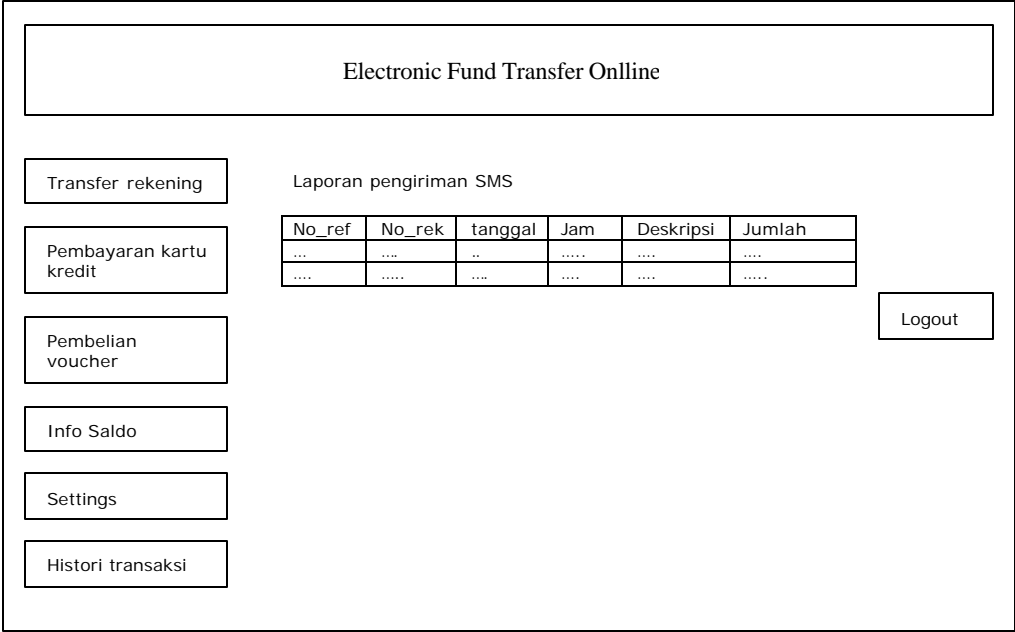 Electronic Fund Transfer Onlline
Transfer rekening
Pembayaran kartu
kredit
Pembelian
voucher
Info Saldo
Settings
Histori transaksi
Laporan pengiriman SMS
No_ref No_rek tanggal Jam Deskripsi Jumlah
... .... .. ..... .... ....
.... ..... .... .... .... .....
Logout